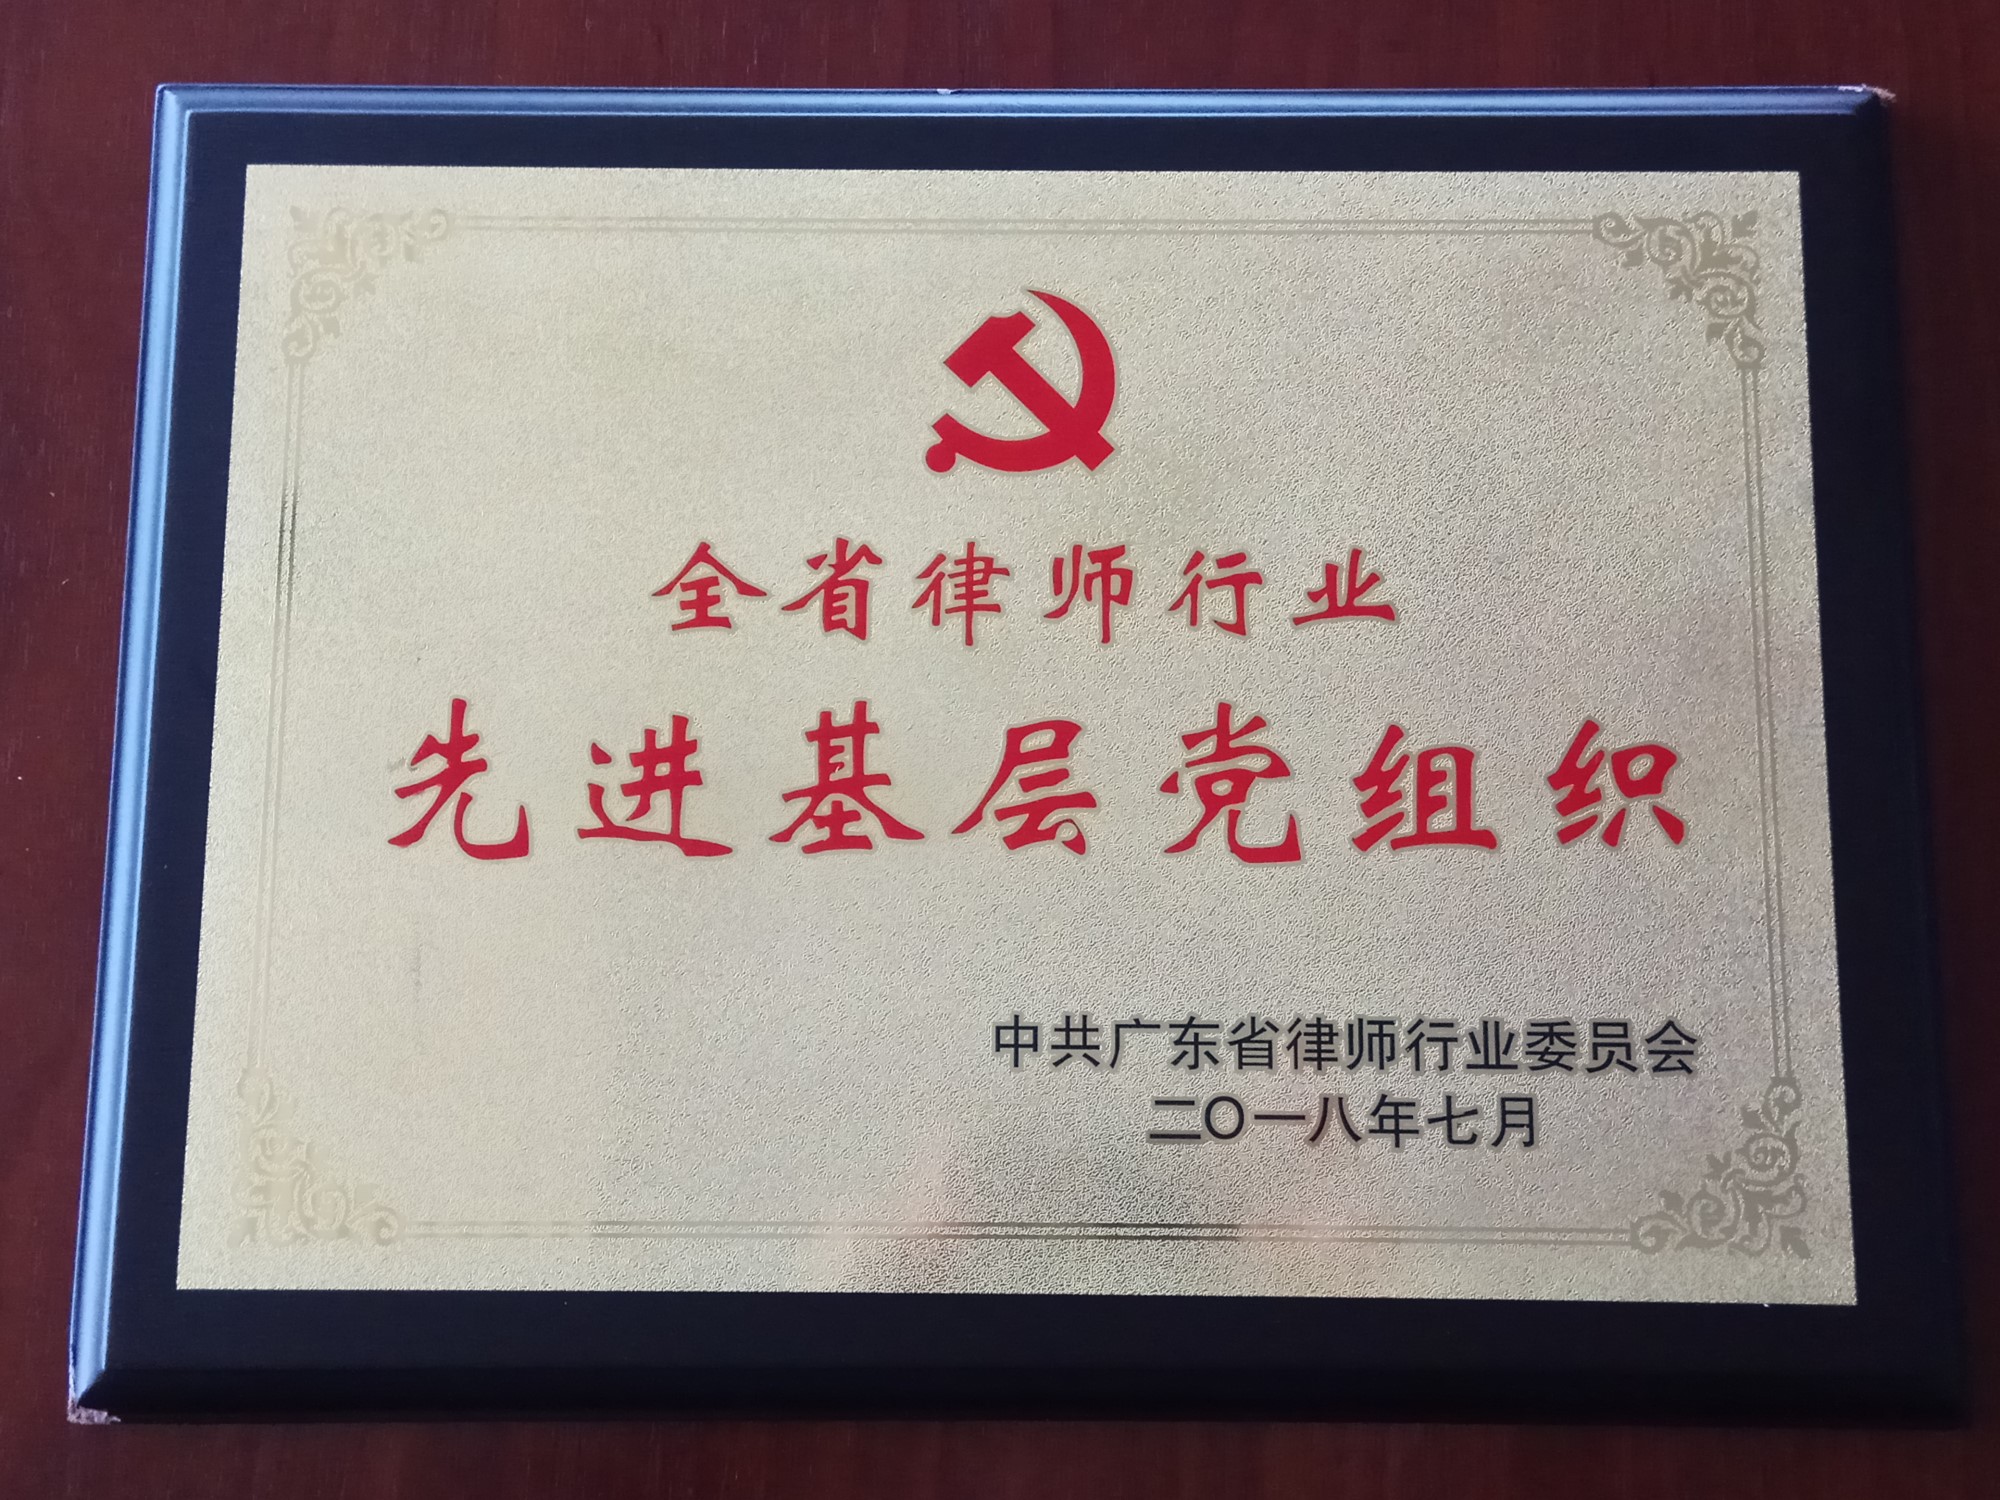 全省律师行业
先进基层党组织
中共广东省律师行业委员会
二〇一八年七月